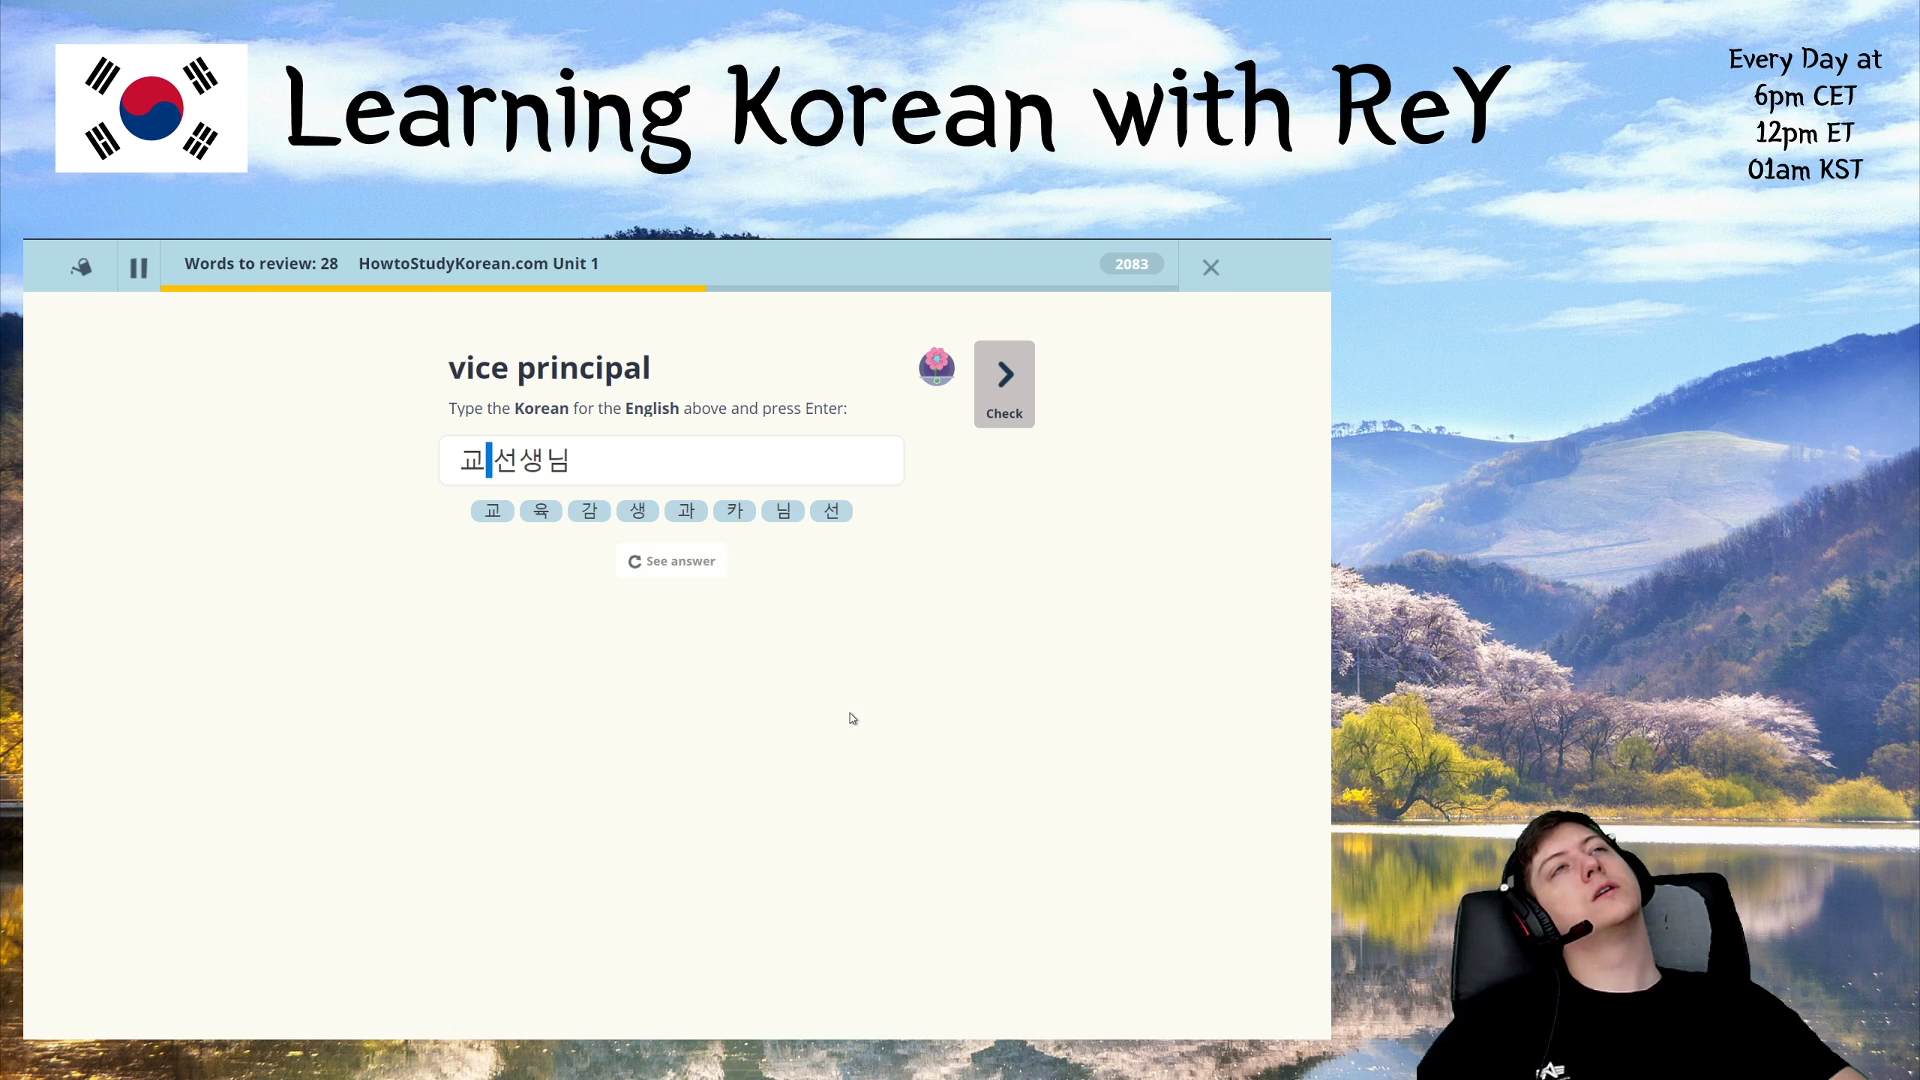 Learning Korean with ReY
Every Day at
6pm CET
12pm ET
01am KST
Words to review: 28 HowtoStudyKorean.com Unit 1
2083
vice principal
Type the Korean for the English above and press Enter:
Check
교 선생님
교 육 감 생 과 카 님 선
See answer